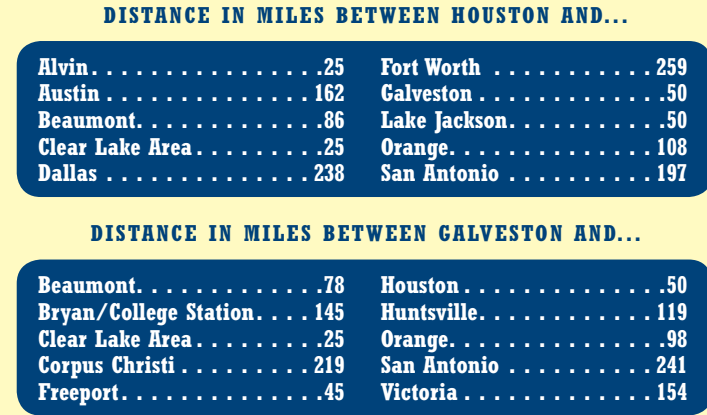 DISTANCE IN MILES BETWEEN HOUSTON AND...
Alvin. . . . . . . . . . . . . . . .25
Austin . . . . . . . . . . . . . . 162
Beaumont. . . . . . . . . . . . .86
Clear Lake Area . . . . . . . . .25
Dallas . . . . . . . . . . . . . . 238
Fort Worth . . . . . . . . . . . 259
Galveston . . . . . . . . . . . . .50
Lake Jackson. . . . . . . . . . .50
Orange. . . . . . . . . . . . . 108
San Antonio . . . . . . . . . . 197
DISTANCE IN MILES BETWEEN GALVESTON AND...
Beaumont. . . . . . . . . . . . .78
Bryan/College Station. . . . 145
Clear Lake Area . . . . . . . . .25
Corpus Christi . . . . . . . . . 219
Freeport. . . . . . . . . . . . . .45
Houston . . . . . . . . . . . . . .50
Huntsville. . . . . . . . . . . . 119
Orange. . . . . . . . . . . . . . .98
San Antonio . . . . . . . . . . 241
Victoria . . . . . . . . . . . . . 154